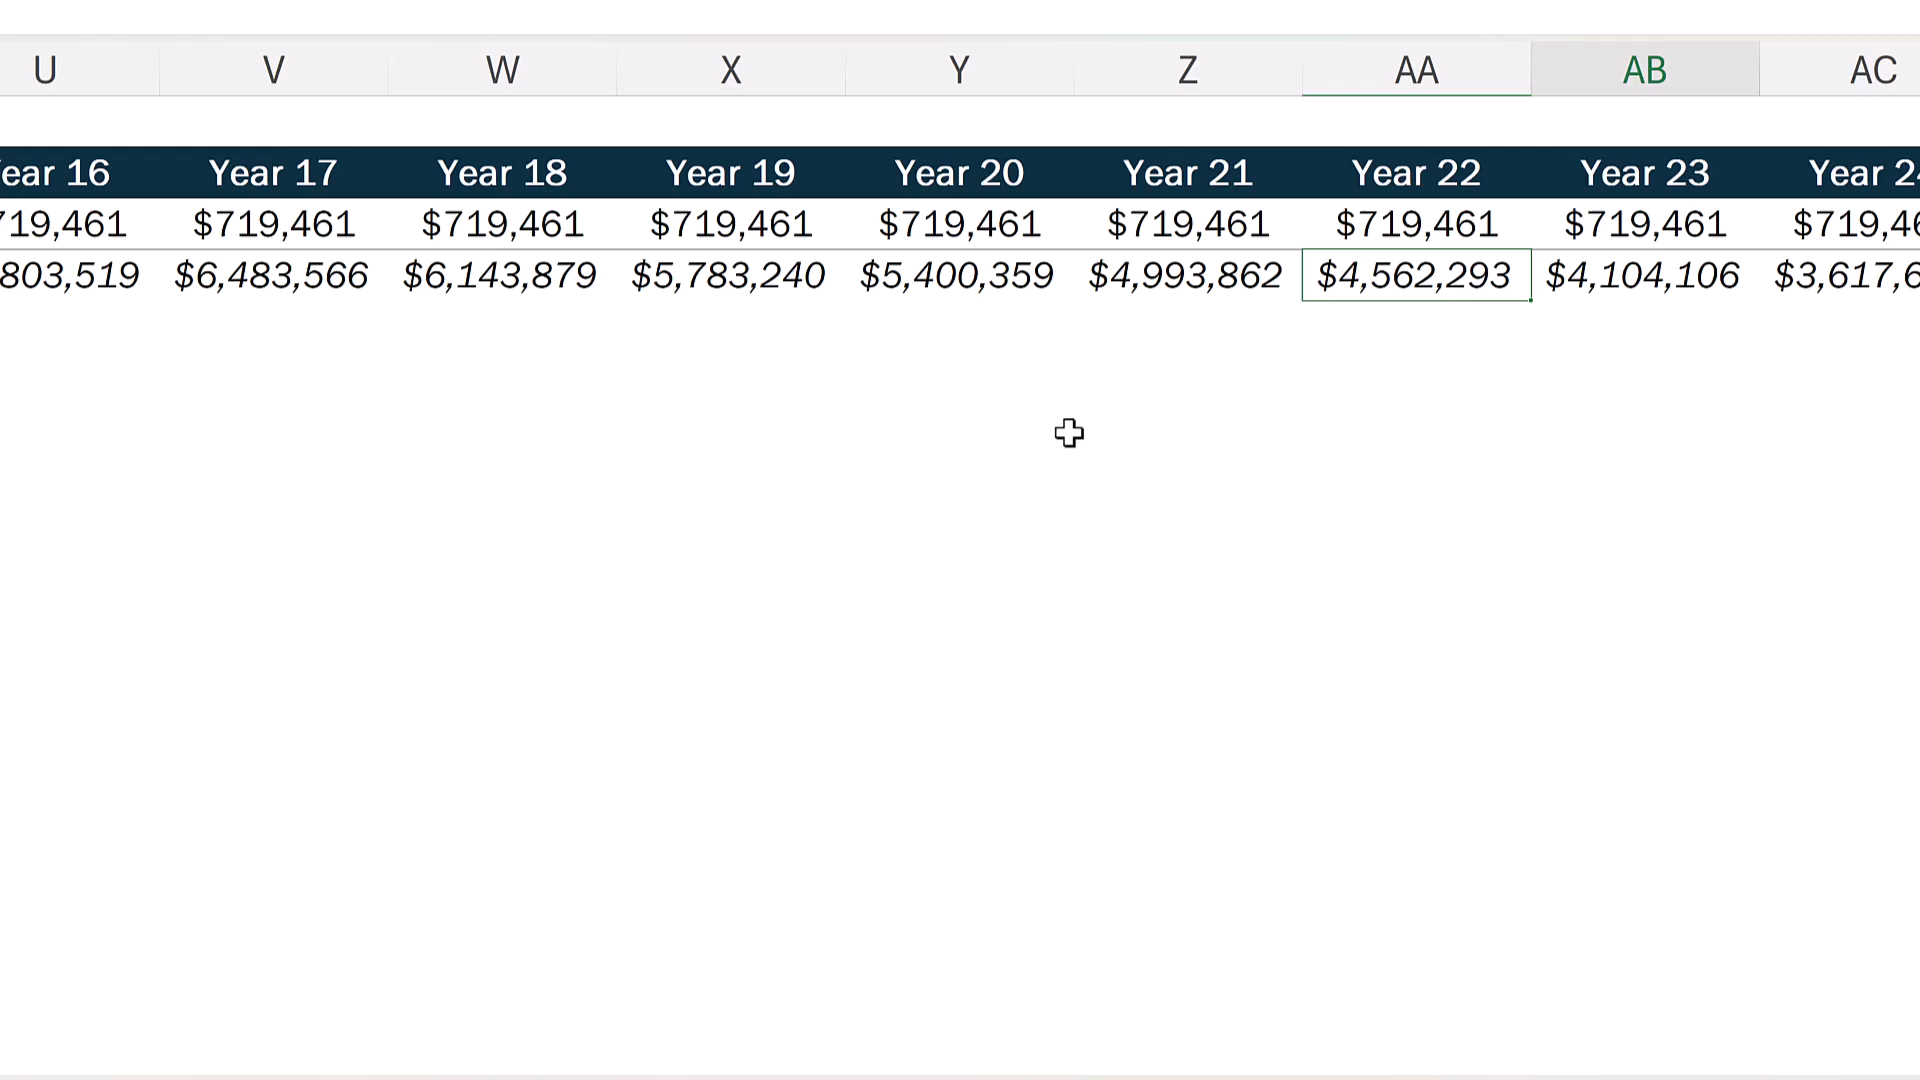 U V W X Y Z AA AB AC
16 Year 17 Year 18 Year 19 Year 20 Year 21 Year 22 Year 23 Year
$719,461 $719,461 $719,461 $719,461 $719,461 $719,461 $719,461
$6,483,566 $6,143,879 $5,783,240 $5,400,359 $4,993,862 $4,562,293 $4,104,106